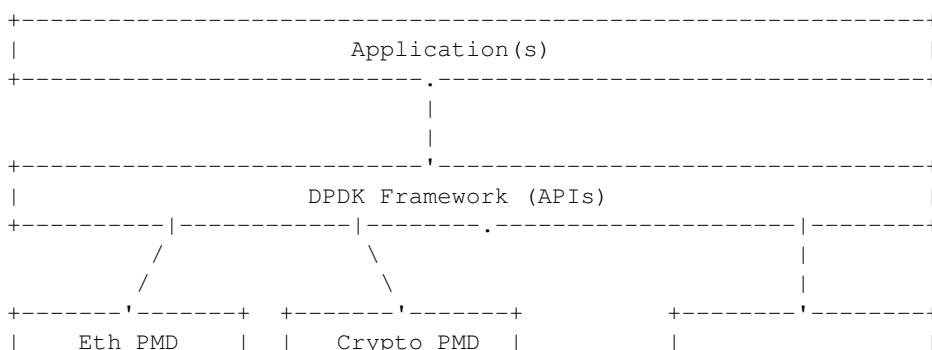 Application(s)
DPDK Framework (APIs)
Eth PMD Crypto PMD